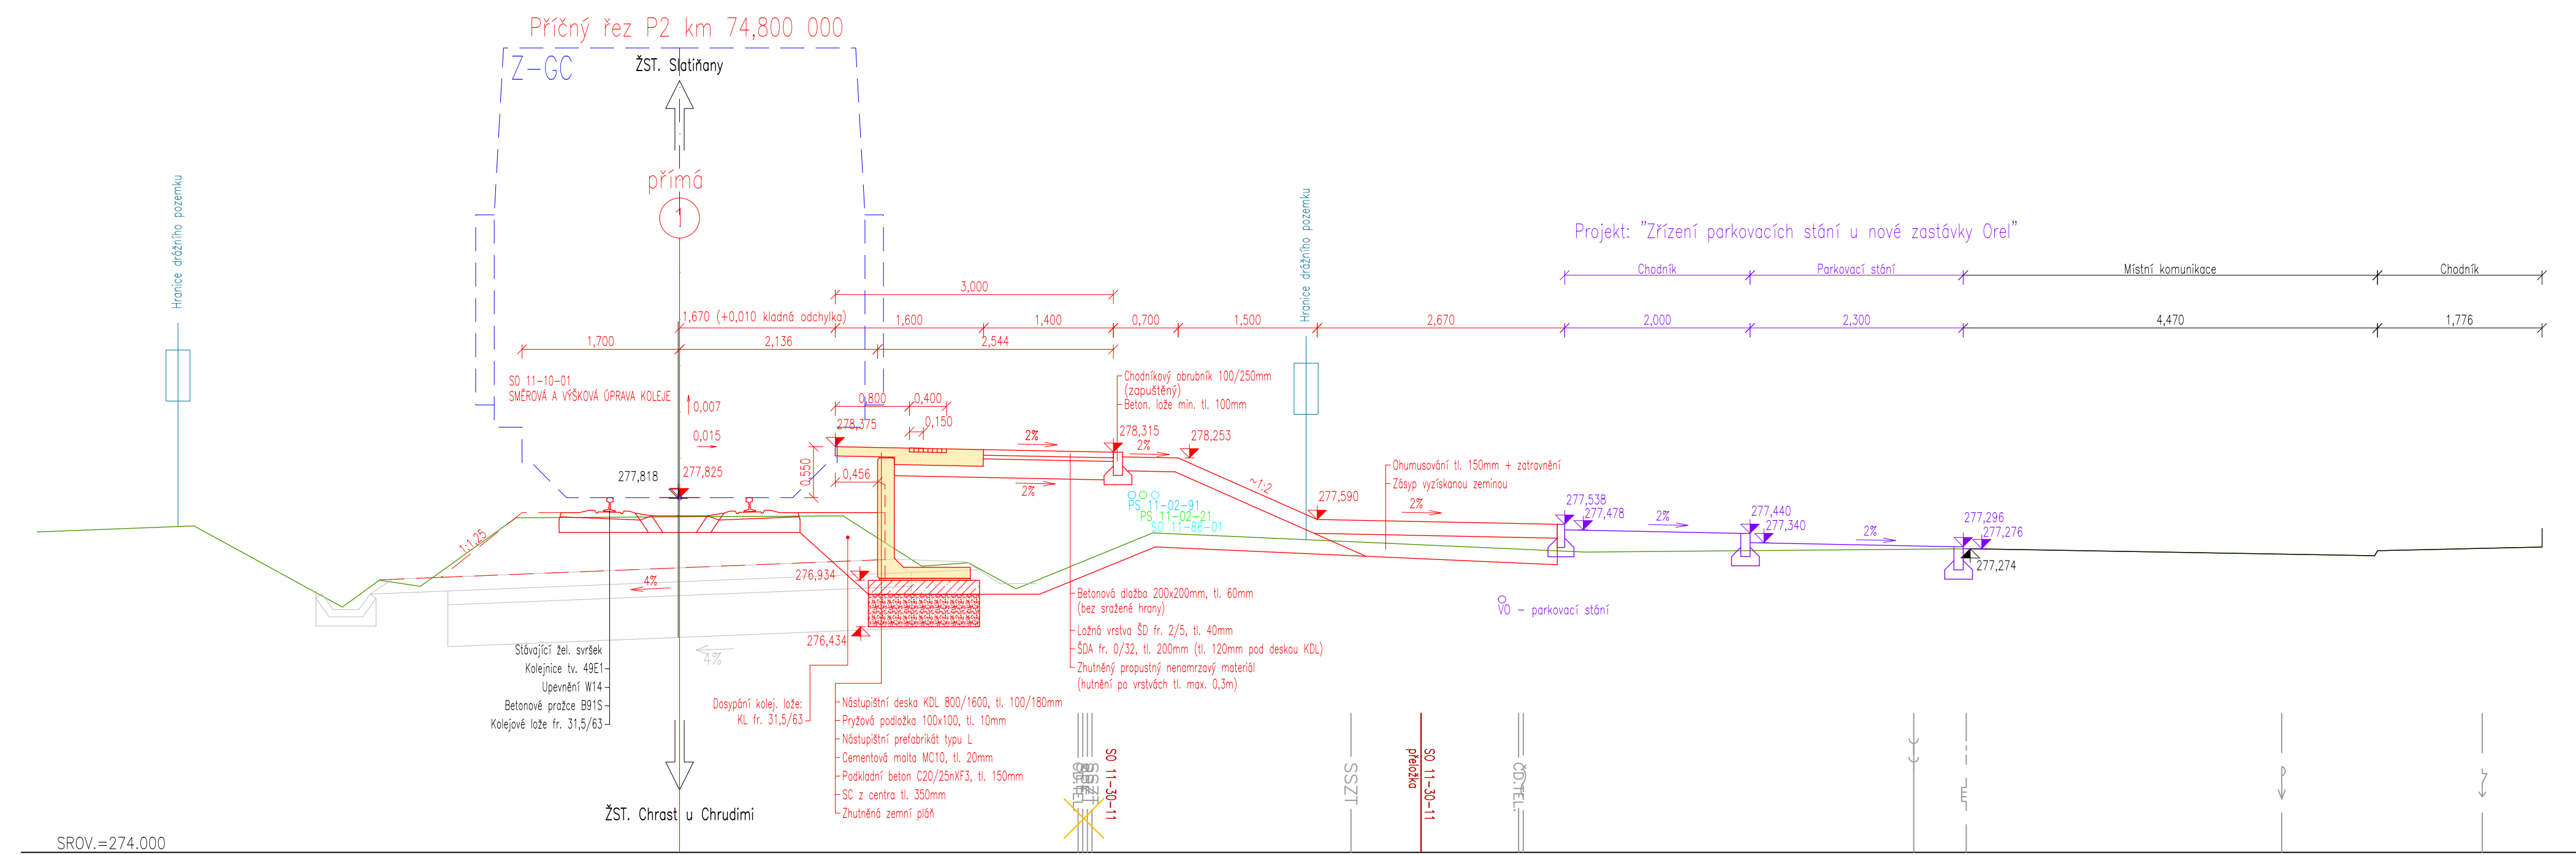 Příčný řez P2 km 74,800 000
Z-GC
ŽST. Slatiňany
přímá
1
Hranice drážního pozemku
Hranice drážního pozemku
Projekt: "Zřízení parkovacích stání u nové zastávky Orel"
Chodník
Parkovací stání
Místní komunikace
Chodník
3,000
1,670 (+0,010 kladná odchylka)
1,600
1,400
0,700
1,500
2,670
2,000
2,300
4,470
1,776
1,700
2,136
2,544
SO 11-10-01
SMĚROVÁ A VÝŠKOVÁ ÚPRAVA KOLEJE
0,007
0,015
0,800
0,400
0,150
278,375
Chodníkový obrubník 100/250mm
(zapuštěný)
Beton. lože min. tl. 100mm
2%
278,315
2%
278,253
277,818
277,825
0,550
0,456
2%
PS 11-02-91
PS 11-02-21
SO 11-86-01
~1:2
Ohumusování tl. 150mm + zatravnění
Zásyp vyzískanou zeminou
277,590
2%
277,538
277,478
2%
277,440
277,340
2%
277,296
277,276
277,274
1:1,25
4%
276,934
276,434
4%
VO - parkovací stání
Betonová dlažba 200x200mm, tl. 60mm
(bez sražené hrany)
Ložná vrstva ŠD fr. 2/5, tl. 40mm
ŠDA fr. 0/32, tl. 200mm (tl. 120mm pod deskou KDL)
Zhutněný propustný nenamrzavý materiál
(hutnění po vrstvách tl. max. 0,3m)
Stávající žel. svršek
Kolejnice tv. 49E1
Upevnění W14
Betonové pražce B91S
Kolejové lože fr. 31,5/63
Dosypání kolej. lože:
KL fr. 31,5/63
Nástupištní deska KDL 800/1600, tl. 100/180mm
Pryžová podložka 100x100, tl. 10mm
Nástupištní prefabrikát typu L
Cementová malta MC10, tl. 20mm
Podkladní beton C20/25nXF3, tl. 150mm
SC z centra tl. 350mm
Zhutněná zemní pláň
SO 11-30-11
SSZT
SO 11-30-11
přeložka
ČD.TEL.
ŽST. Chrast u Chrudimi
SROV.=274.000